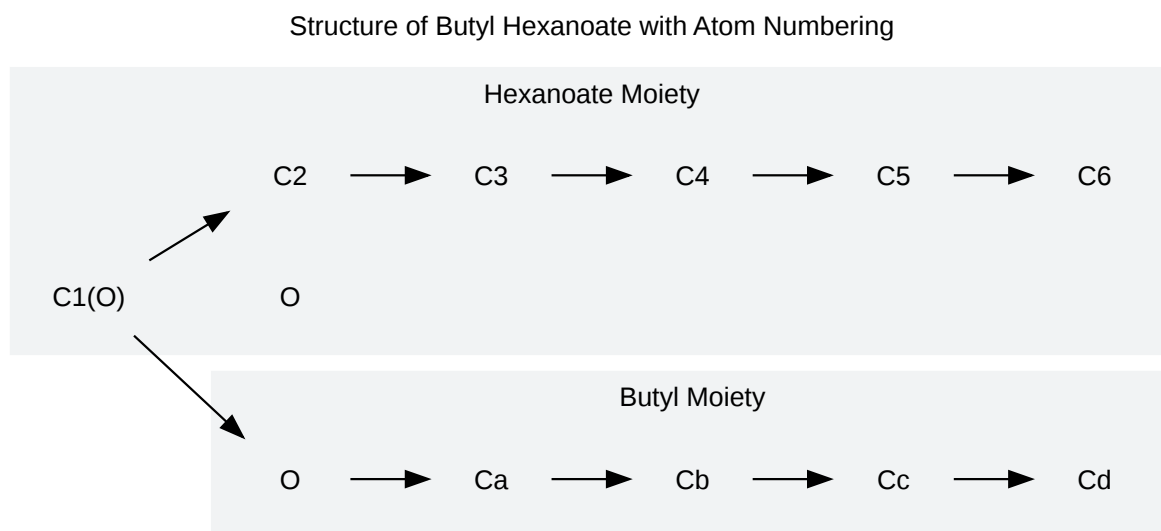 Structure of Butyl Hexanoate with Atom Numbering
Hexanoate Moiety
C2 C3 C4 C5 C6
C1(O) O
Butyl Moiety
O Ca Cb Cc Cd